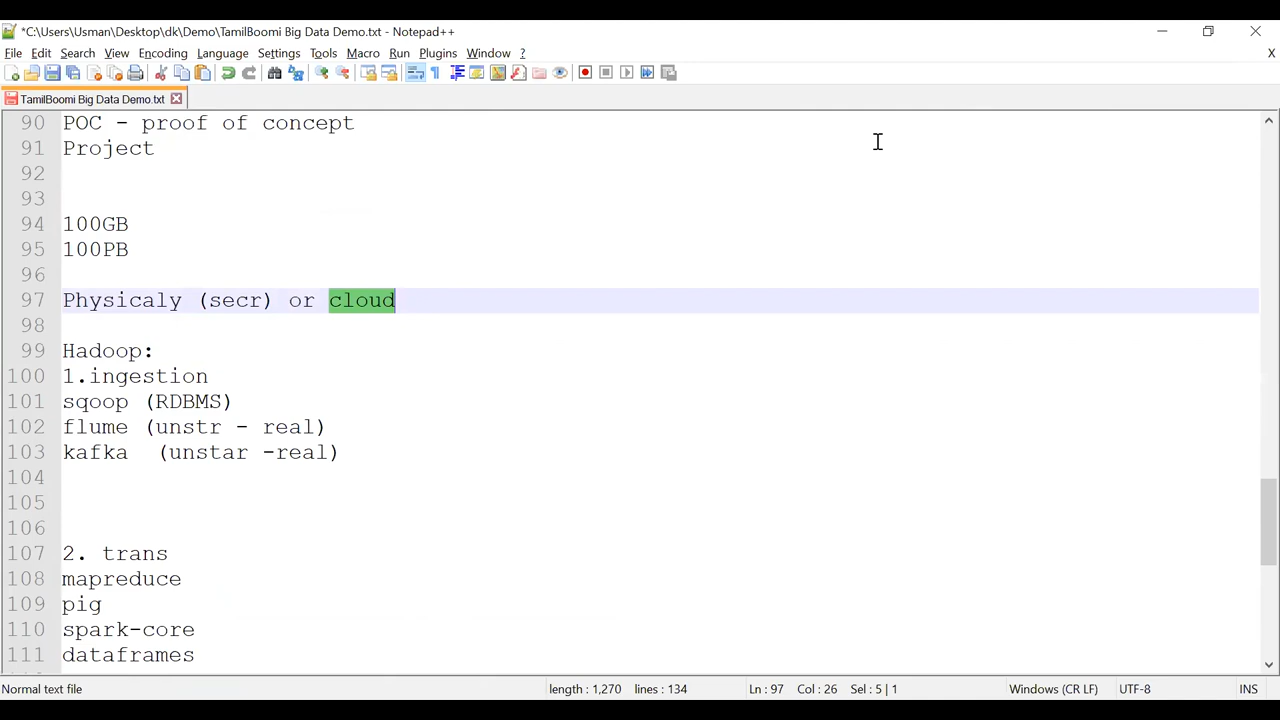 *C:\Users\Usman\Desktop\dk\Demo\TamilBoomi Big Data Demo.txt - Notepad++
File Edit Search View Encoding Language Settings Tools Macro Run Plugins Window ? X
TamilBoomi Big Data Demo.txt
90 POC - proof of concept
91 Project
92
93
94 100GB
95 100PB
96
97 Physicaly (secr) or cloud
98
99 Hadoop:
100 1.ingestion
101 sqoop (RDBMS)
102 flume (unstr - real)
103 kafka  (unstar -real)
104
105
106
107 2. trans
108 mapreduce
109 pig
110 spark-core
111 dataframes
Normal text file length : 1,270 lines : 134 Ln : 97 Col : 26 Sel : 5 | 1 Windows (CR LF) UTF-8 INS